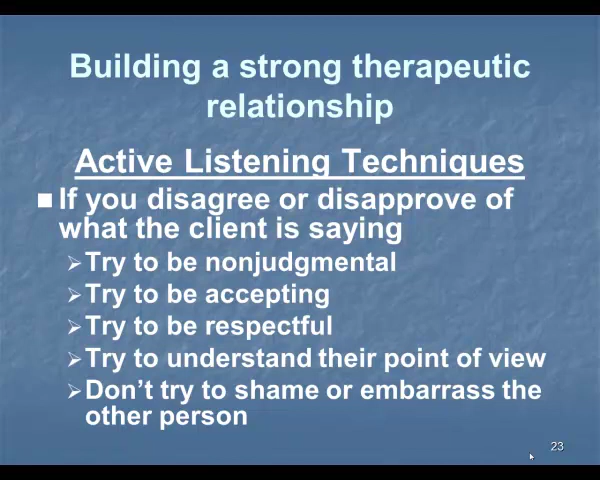 Building a strong therapeutic
relationship
Active Listening Techniques
If you disagree or disapprove of
what the client is saying
Try to be nonjudgmental
Try to be accepting
Try to be respectful
Try to understand their point of view
Don't try to shame or embarrass the
other person
23